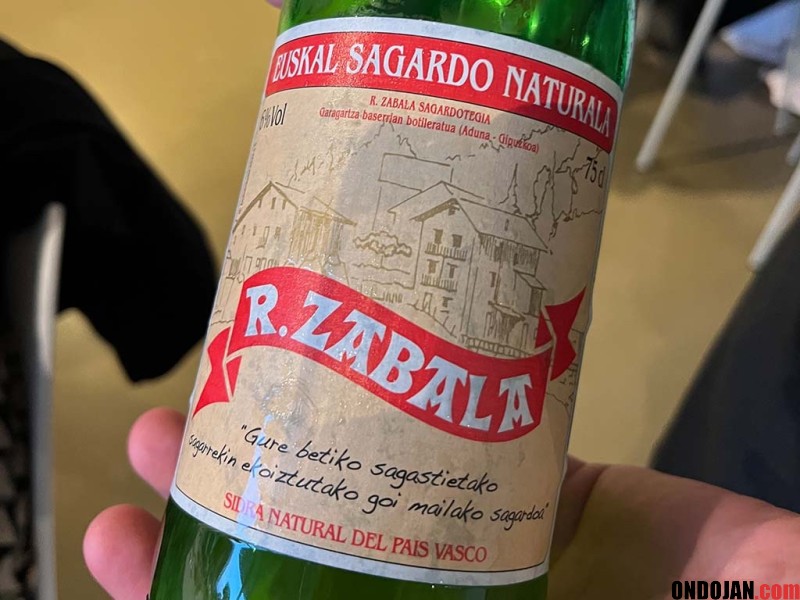 EUSKAL SAGARDO NATURALA
R. ZABALA SAGARDOTEGIA
Garagartza baserrian botilleratua (Aduna - Gipuzkoa)
6%Vol
75 cl
R. ZABALA
"Gure betiko sagastietako
sagarrekin ekoiztutako goi mailako sagardoa"
SIDRA NATURAL DEL PAIS VASCO
ONDOJAN.com